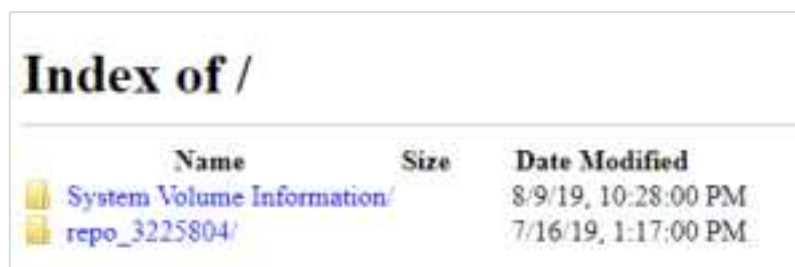 Index of /
Name Size Date Modified
System Volume Information/ 8/9/19, 10:28:00 PM
repo_3225804/ 7/16/19, 1:17:00 PM